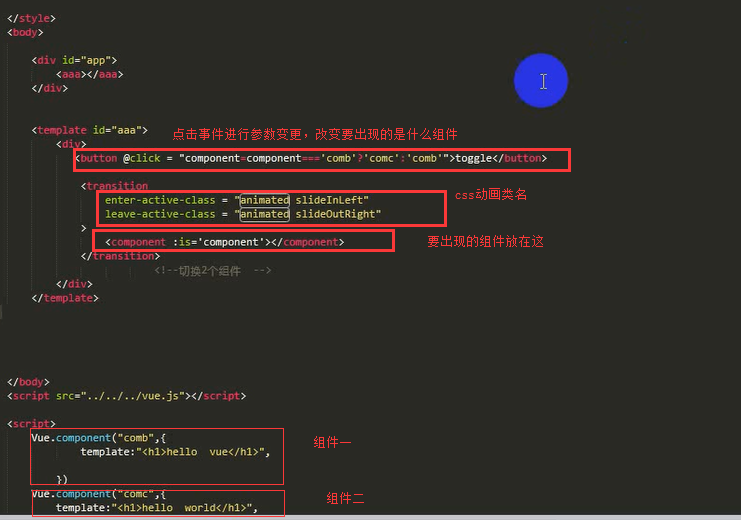 </style>
<body>
<div id="app">
<aaa></aaa>
</div>
<template id="aaa">
点击事件进行参数变更，改变要出现的是什么组件
<div>
<button @click = "component=component==='comb'?'comc':'comb'">toggle</button>
<transition
css动画类名
enter-active-class = "animated slideInLeft"
leave-active-class = "animated slideOutRight"
>
<component :is='component'></component>
要出现的组件放在这
</transition>
<!--切换2个组件 -->
</div>
</template>
</body>
<script src="../../../vue.js"></script>
<script>
Vue.component("comb",{
组件一
template:"<h1>hello vue</h1>",
})
Vue.component("comc",{
组件二
template:"<h1>hello world</h1>",